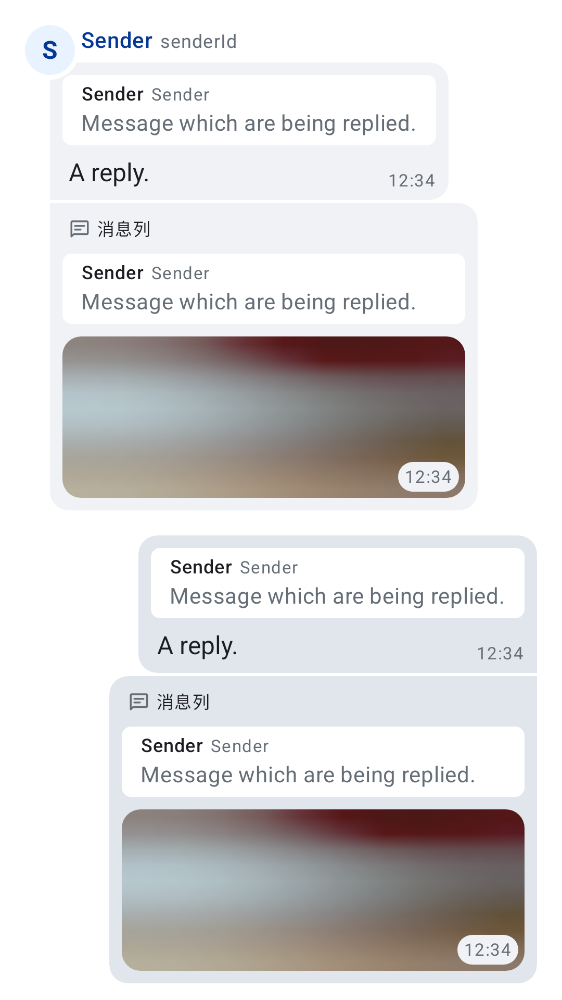 S
Sender senderId
Sender Sender
Message which are being replied.
A reply.
12:34
消息列
Sender Sender
Message which are being replied.
12:34
Sender Sender
Message which are being replied.
A reply.
12:34
消息列
Sender Sender
Message which are being replied.
12:34